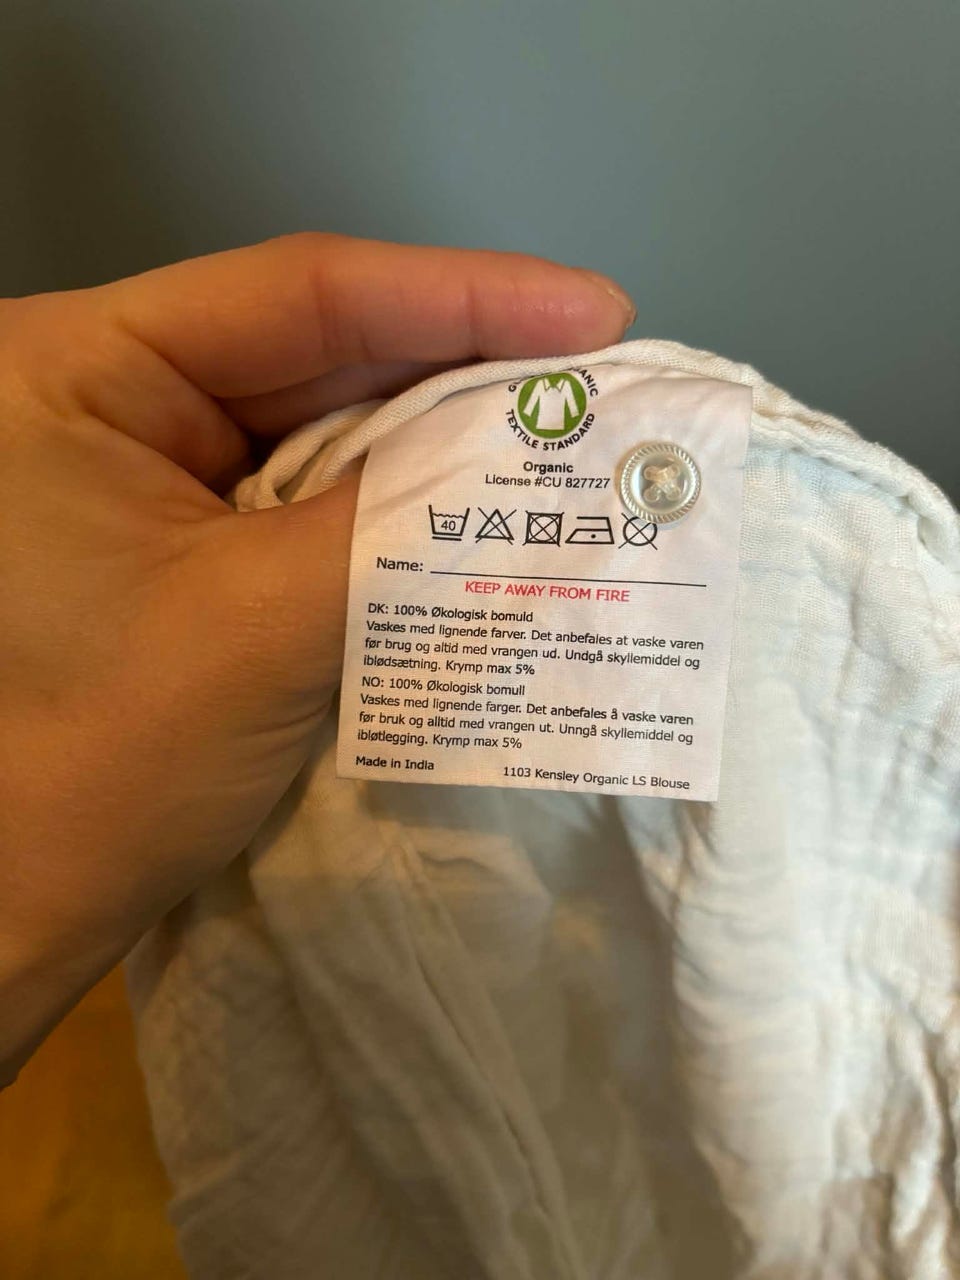 ANIC
TEXTILE STANDARD
Organic
License #CU 827727
40
Name:
KEEP AWAY FROM FIRE
DK: 100% Økologisk bomuld
Vaskes med lignende farver. Det anbefales at vaske varen
før brug og altid med vrangen ud. Undgå skyllemiddel og
iblødsætning. Krymp max 5%
NO: 100% Økologisk bomull
Vaskes med lignende farger. Det anbefales å vaske varen
før bruk og alltid med vrangen ut. Unngå skyllemiddel og
ibløtlegging. Krymp max 5%
Made in India
1103 Kensley Organic LS Blouse